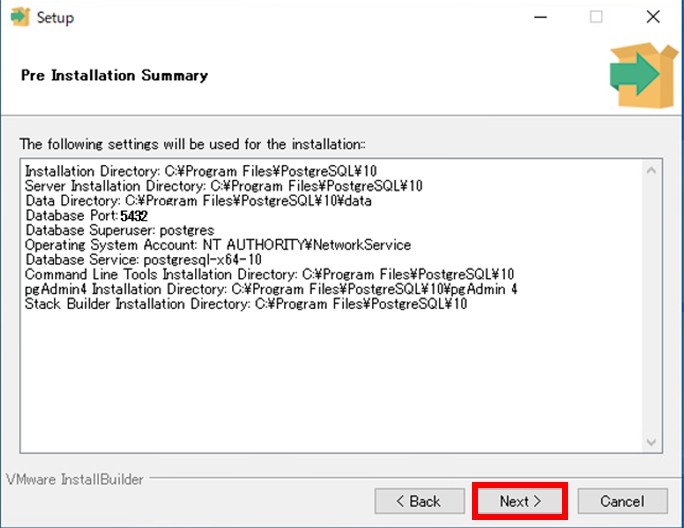 Setup
Pre Installation Summary
The following settings will be used for the installation::
Installation Directory: C:¥Program Files¥PostgreSQL¥10
Server Installation Directory: C:¥Program Files¥PostgreSQL¥10
Data Directory: C:¥Program Files¥PostgreSQL¥10¥data
Database Port: 5432
Database Superuser: postgres
Operating System Account: NT AUTHORITY¥NetworkService
Database Service: postgresql-x64-10
Command Line Tools Installation Directory: C:¥Program Files¥PostgreSQL¥10
pgAdmin4 Installation Directory: C:¥Program Files¥PostgreSQL¥10¥pgAdmin 4
Stack Builder Installation Directory: C:¥Program Files¥PostgreSQL¥10
VMware InstallBuilder
< Back
Next >
Cancel